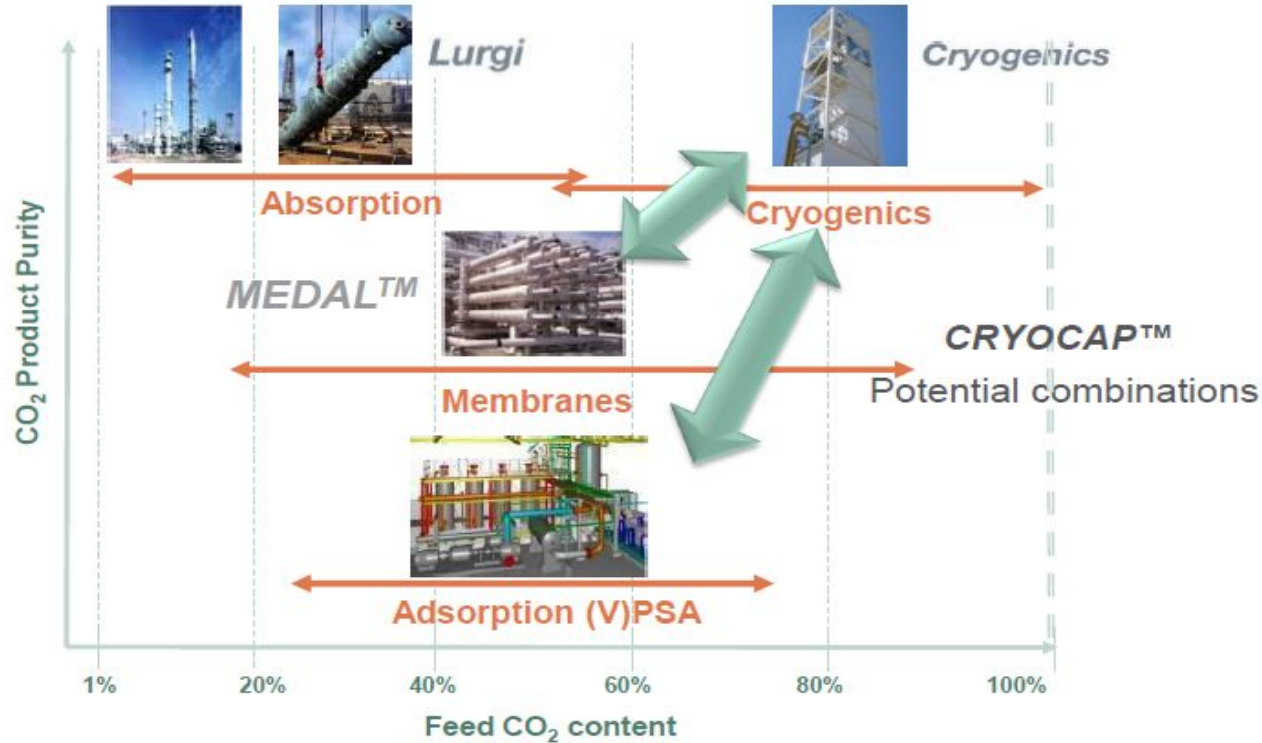 Lurgi
Cryogenics
Absorption
Cryogenics
MEDAL™
CRYOCAP™
Potential combinations
Membranes
Adsorption (V)PSA
CO₂ Product Purity
1% 20% 40% 60% 80% 100%
Feed CO₂ content